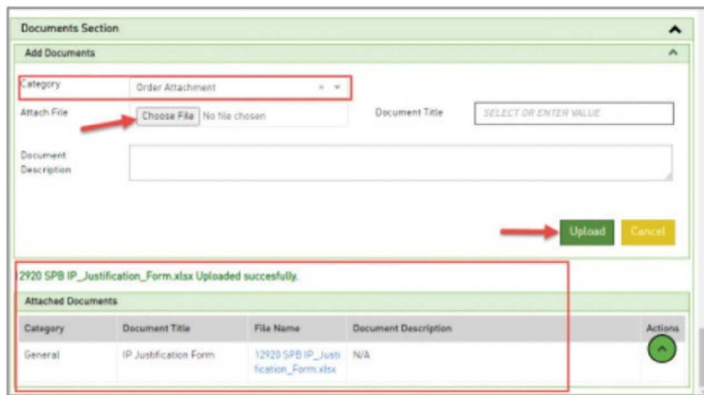 Documents Section
Add Documents
Category
Order Attachment
Attach File
Choose File No file chosen
Document Title
SELECT OR ENTER VALUE
Document
Description
Upload Cancel
2920 SPB IP_Justification_Form.xlsx Uploaded succesfully.
Attached Documents
Category Document Title File Name Document Description Actions
General IP Justification Form 12920 SPB IP_Justi N/A
fication_Form.xlsx